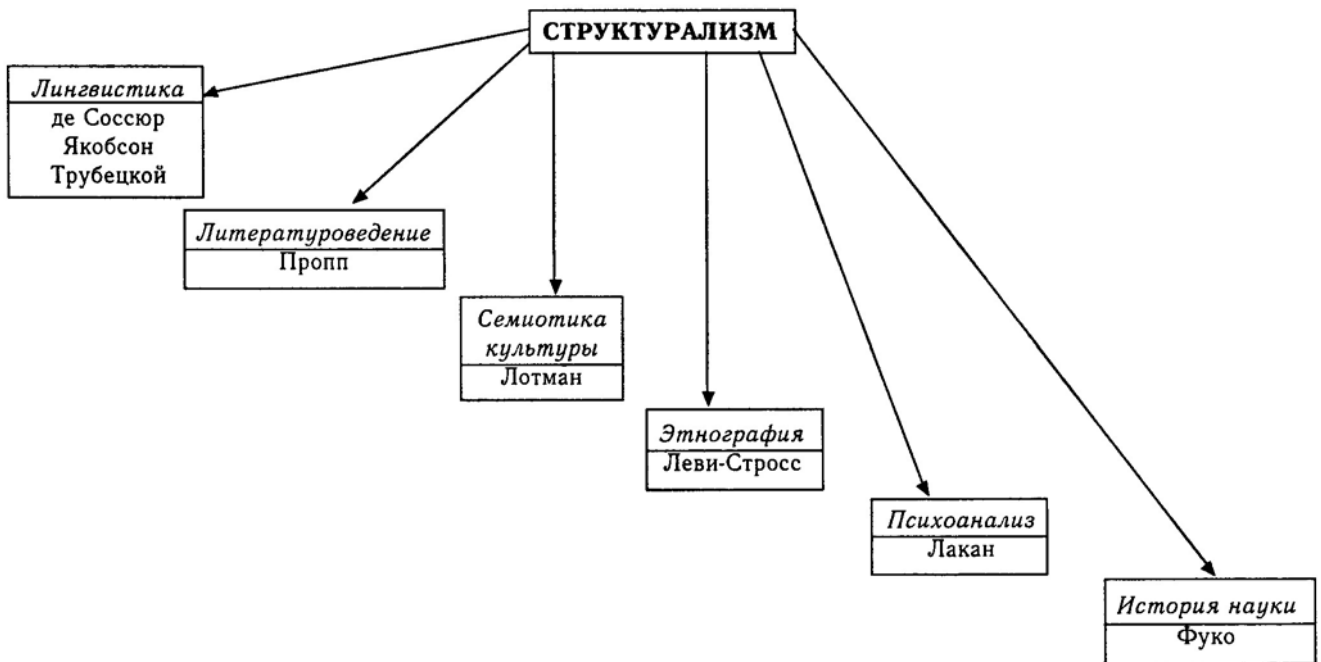 СТРУКТУРАЛИЗМ
Лингвистика
де Соссюр
Якобсон
Трубецкой
Литературоведение
Пропп
Семиотика
культуры
Лотман
Этнография
Леви-Стросс
Психоанализ
Лакан
История науки
Фуко